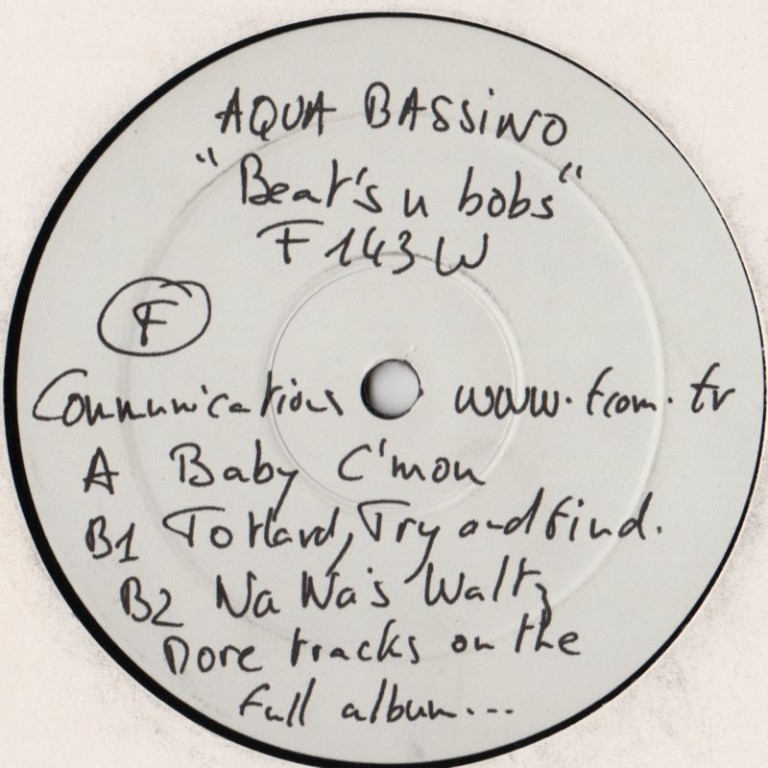 AQUA BASSiNO
"Beat's n bobs"
F 143 W
F
Communications www.fcom.fr
A Baby C'mon
B1 To Hard, Try and find.
B2 Na Na's Waltz
More tracks on the
full album...